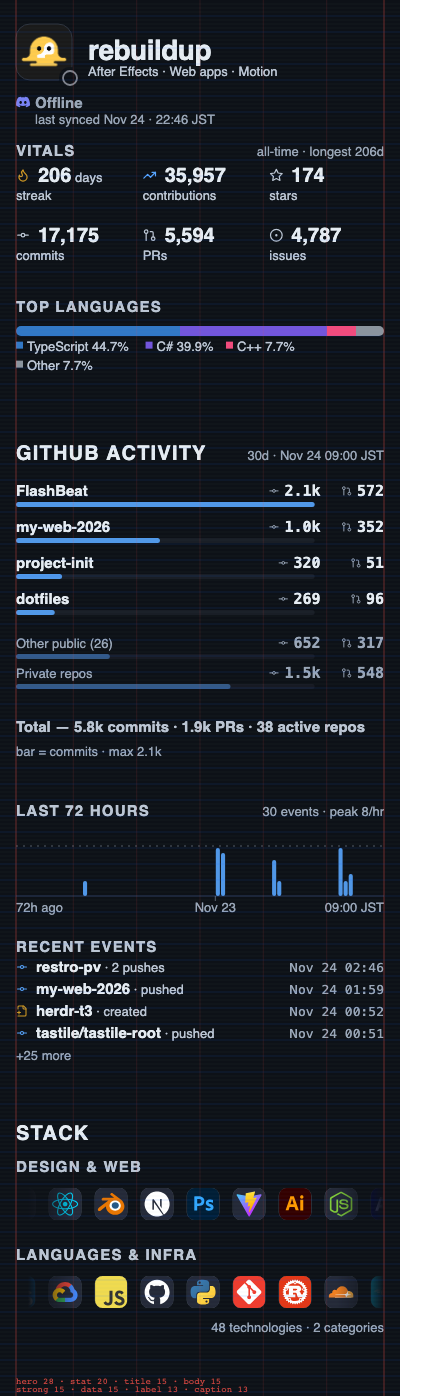 rebuildup
After Effects · Web apps · Motion
Offline
last synced Nov 24 · 22:46 JST
VITALS all-time · longest 206d
206 days 35,957 174
streak contributions stars
17,175 5,594 4,787
commits PRs issues
TOP LANGUAGES
TypeScript 44.7% C# 39.9% C++ 7.7%
Other 7.7%
GITHUB ACTIVITY 30d · Nov 24 09:00 JST
FlashBeat 2.1k 572
my-web-2026 1.0k 352
project-init 320 51
dotfiles 269 96
Other public (26) 652 317
Private repos 1.5k 548
Total — 5.8k commits · 1.9k PRs · 38 active repos
bar = commits · max 2.1k
LAST 72 HOURS 30 events · peak 8/hr
72h ago Nov 23 09:00 JST
RECENT EVENTS
restro-pv · 2 pushes Nov 24 02:46
my-web-2026 · pushed Nov 24 01:59
herdr-t3 · created Nov 24 00:52
tastile/tastile-root · pushed Nov 24 00:51
+25 more
STACK
DESIGN & WEB
N Ps Ai JS
LANGUAGES & INFRA
JS R
48 technologies · 2 categories
hero 28 · stat 20 · title 15 · body 15
strong 15 · data 15 · label 13 · caption 13